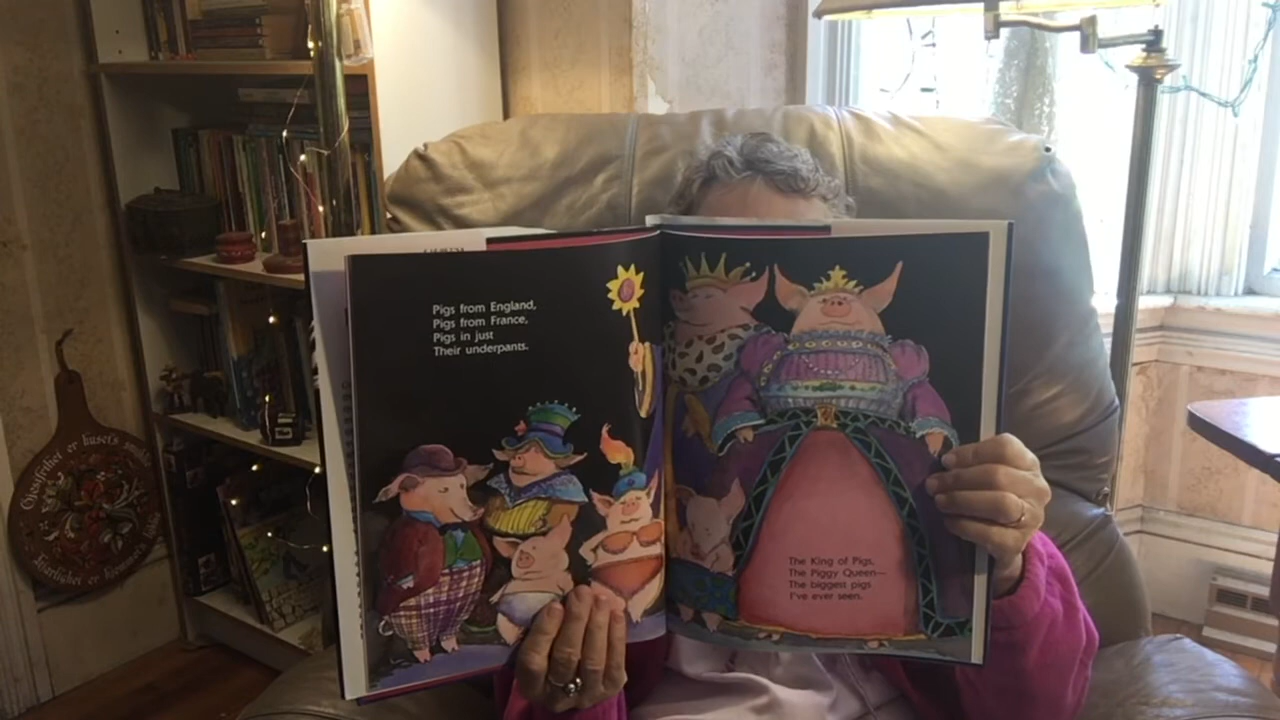 Pigs from England,
Pigs from France,
Pigs in just
Their underpants.
The King of Pigs,
The Piggy Queen—
The biggest pigs
I've ever seen.